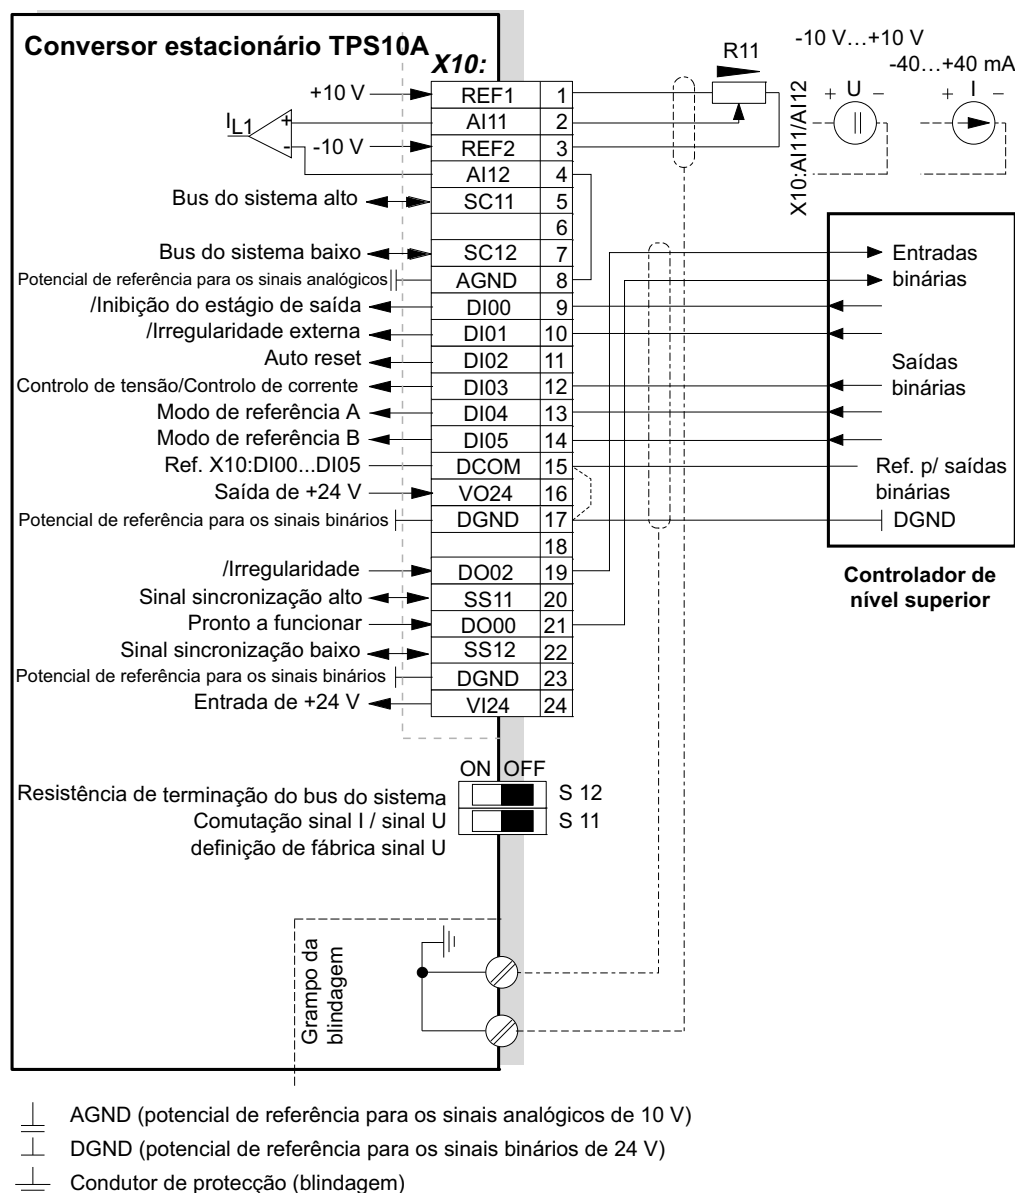 Conversor estacionário TPS10A
X10:
-10 V...+10 V
-40...+40 mA
R11
+ U -
+ I -
X10:AI11/AI12
+10 V REF1 1
AI11 2
IL1 + -
-10 V REF2 3
AI12 4
Bus do sistema alto SC11 5
6
Bus do sistema baixo SC12 7
Potencial de referência para os sinais analógicos AGND 8
/Inibição do estágio de saída DI00 9
/Irregularidade externa DI01 10
Auto reset DI02 11
Controlo de tensão/Controlo de corrente DI03 12
Modo de referência A DI04 13
Modo de referência B DI05 14
Ref. X10:DI00...DI05 DCOM 15
Saída de +24 V VO24 16
Potencial de referência para os sinais binários DGND 17
18
/Irregularidade DO02 19
Sinal sincronização alto SS11 20
Pronto a funcionar DO00 21
Sinal sincronização baixo SS12 22
Potencial de referência para os sinais binários DGND 23
Entrada de +24 V VI24 24
Entradas
binárias
Saídas
binárias
Ref. p/ saídas
binárias
DGND
Controlador de
nível superior
ON OFF
Resistência de terminação do bus do sistema S 12
Comutação sinal I / sinal U S 11
definição de fábrica sinal U
Grampo da
blindagem
AGND (potencial de referência para os sinais analógicos de 10 V)
DGND (potencial de referência para os sinais binários de 24 V)
Condutor de protecção (blindagem)